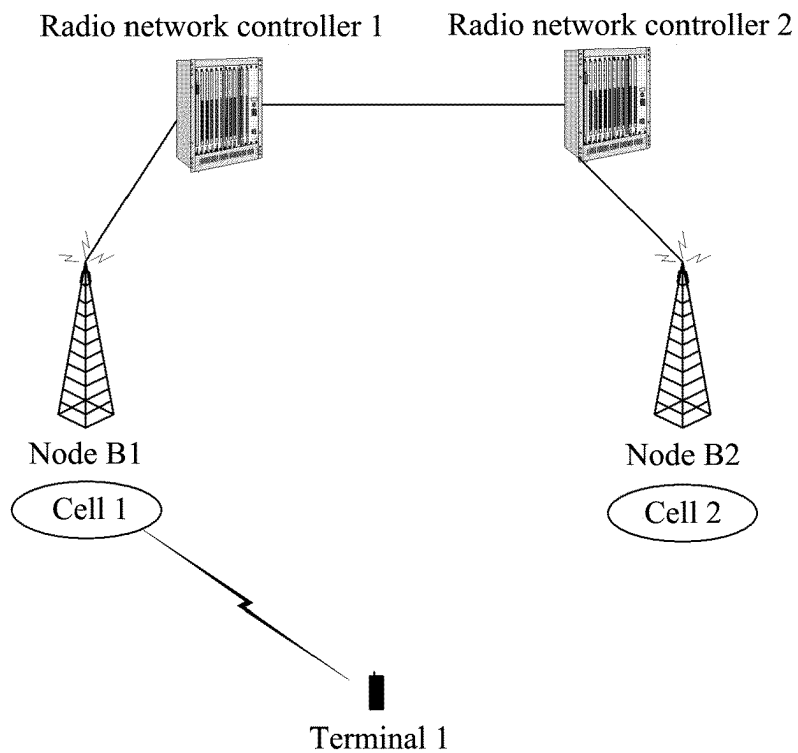 Radio network controller 1
Radio network controller 2
Node B1
Node B2
Cell 1
Cell 2
Terminal 1